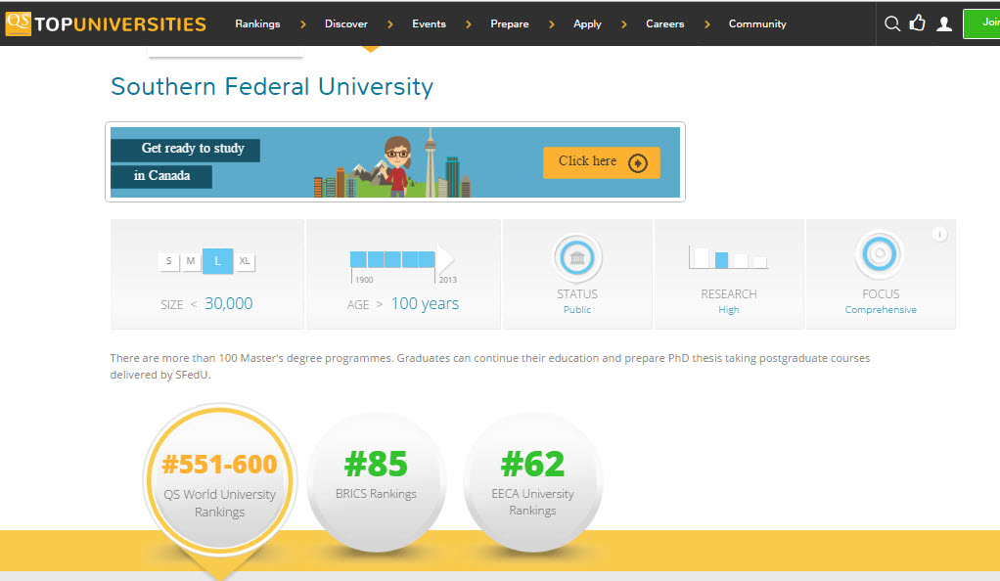 QS TOPUNIVERSITIES Rankings Discover Events Prepare Apply Careers Community
Southern Federal University
Get ready to study
in Canada
Click here
S M L XL
SIZE < 30,000
1900 2013
AGE > 100 years
STATUS
Public
RESEARCH
High
i
FOCUS
Comprehensive
There are more than 100 Master's degree programmes. Graduates can continue their education and prepare PhD thesis taking postgraduate courses
delivered by SFedU.
#551-600
QS World University
Rankings
#85
BRICS Rankings
#62
EECA University
Rankings